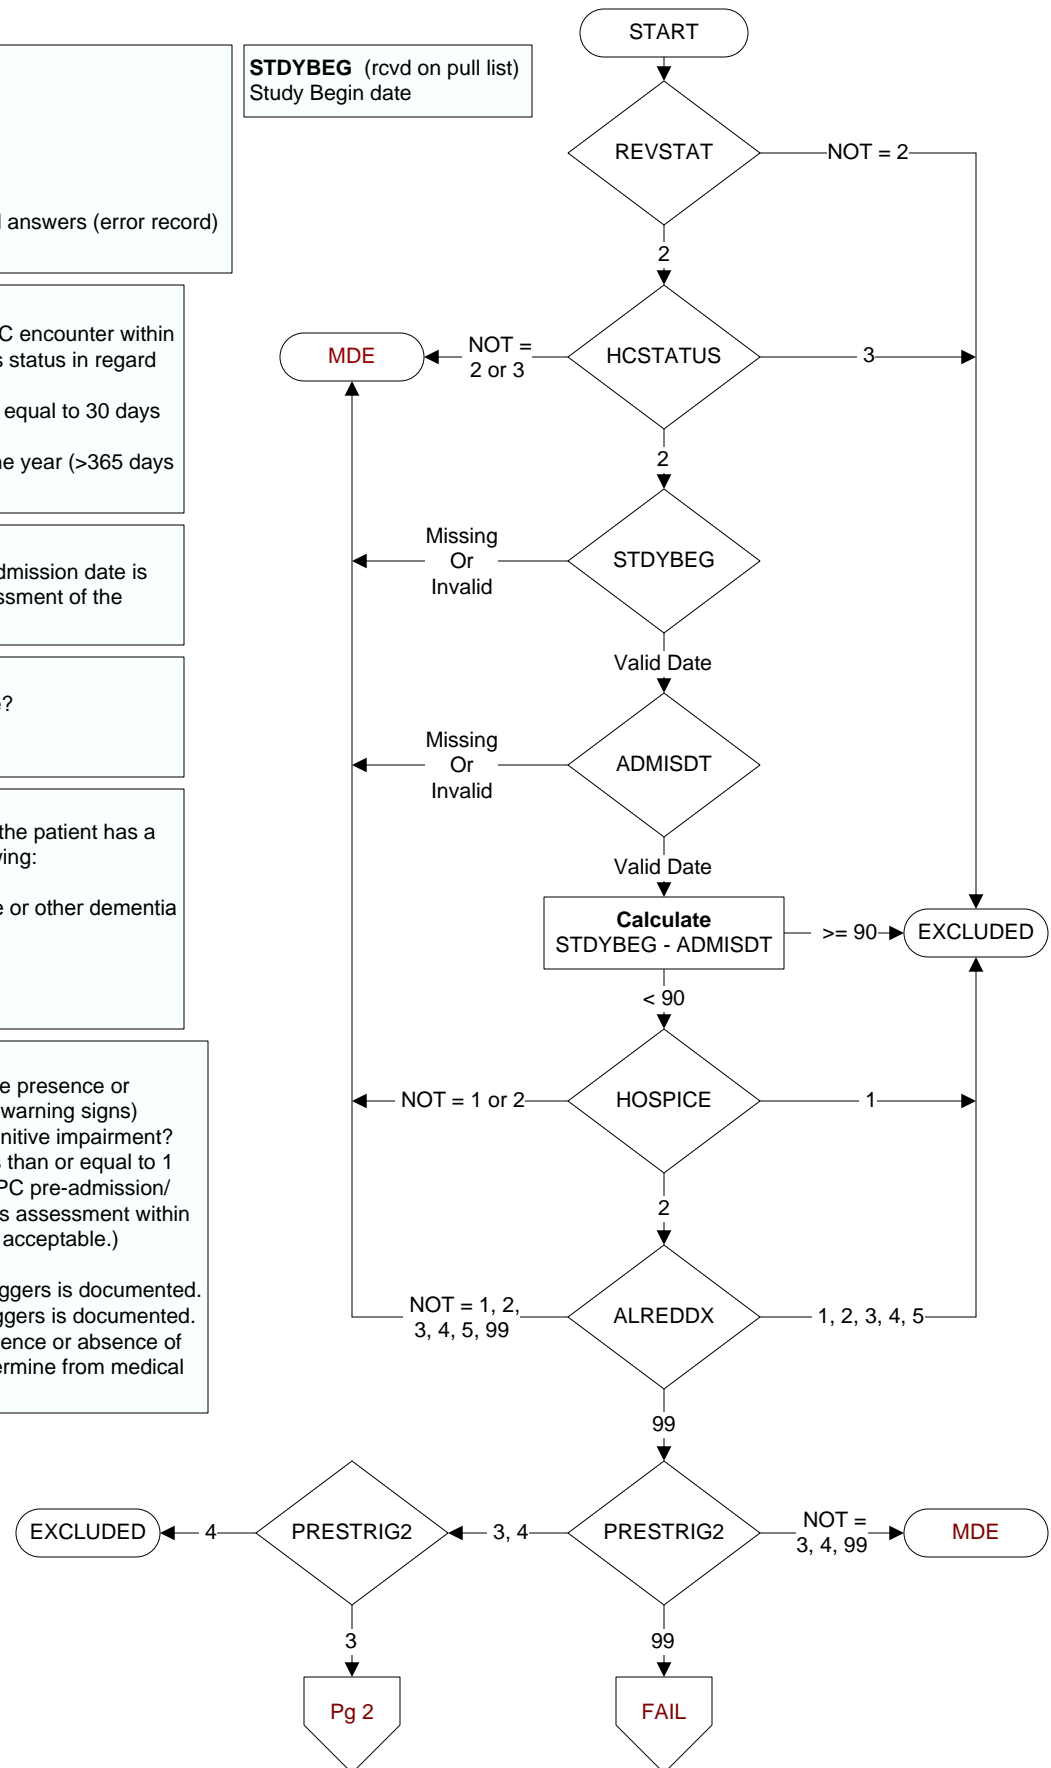 START
STDYBEG (rcvd on pull list)
Study Begin date
REVSTAT
NOT = 2
answers (error record)
2
C encounter within
s status in regard
equal to 30 days
ne year (>365 days
MDE
NOT =
2 or 3
HCSTATUS
3
2
dmission date is
ssment of the
Missing
Or
Invalid
STDYBEG
Valid Date
e?
Missing
Or
Invalid
ADMISDT
Valid Date
the patient has a
wing:
e or other dementia
Calculate
STDYBEG - ADMISDT
>= 90
EXCLUDED
< 90
e presence or
warning signs)
nitive impairment?
s than or equal to 1
PC pre-admission/
s assessment within
acceptable.)
ggers is documented.
ggers is documented.
ence or absence of
ermine from medical
NOT = 1 or 2
HOSPICE
1
2
NOT = 1, 2,
3, 4, 5, 99
ALREDDX
1, 2, 3, 4, 5
99
EXCLUDED
4
PRESTRIG2
3, 4
PRESTRIG2
NOT =
3, 4, 99
MDE
3
99
Pg 2
FAIL